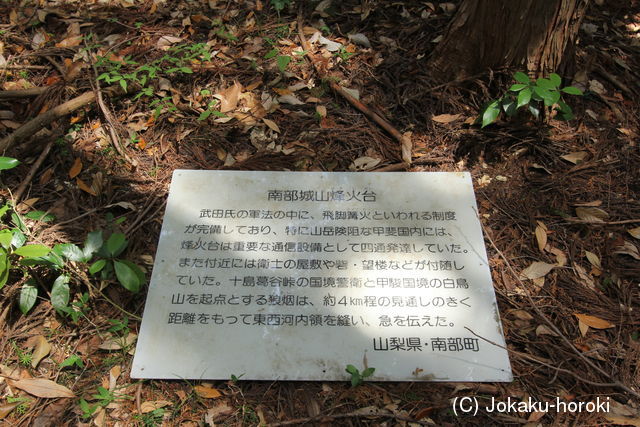 南部城山烽火台
武田氏の軍法の中に、飛脚篝火といわれる制度
が完備しており、特に山岳険阻な甲斐国内には、
烽火台は重要な通信設備として四通発達していた。
また付近には衛士の屋敷や砦・望楼などが付随し
ていた。十島葛谷峠の国境警衛と甲駿国境の白鳥
山を起点とする狼烟は、約4km程の見通しのきく
距離をもって東西河内領を縫い、急を伝えた。
山梨県・南部町
(C) Jokaku-horoki